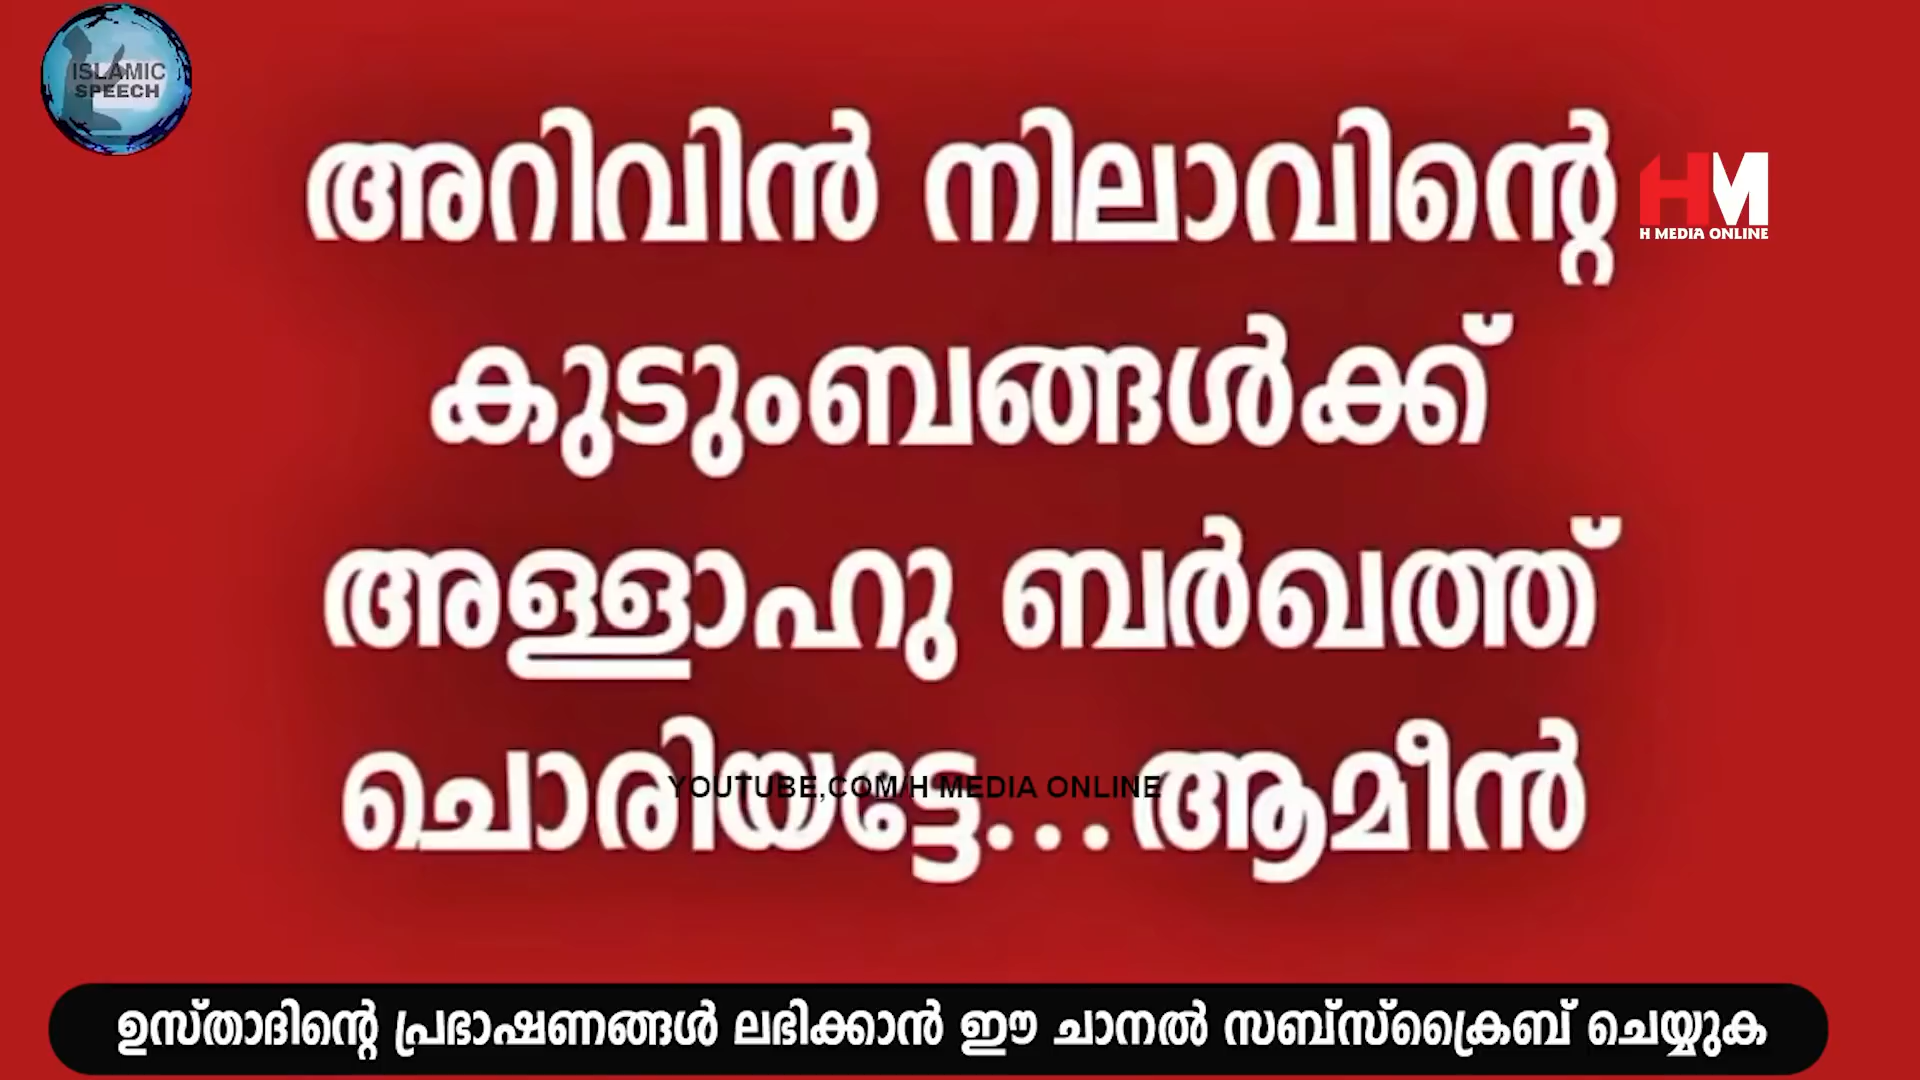 ISLAMIC
SPEECH
അറിവിൻ നിലാവിന്റെ
HM
H MEDIA ONLINE
കുടുംബങ്ങൾക്ക്
അള്ളാഹു ബർഖത്ത്
ചൊരിയട്ടേ...ആമീൻ
YOUTUBE,COM/H MEDIA ONLINE
ഉസ്താദിന്റെ പ്രഭാഷണങ്ങൾ ലഭിക്കാൻ ഈ ചാനൽ സബ്സ്ക്രൈബ് ചെയ്യുക